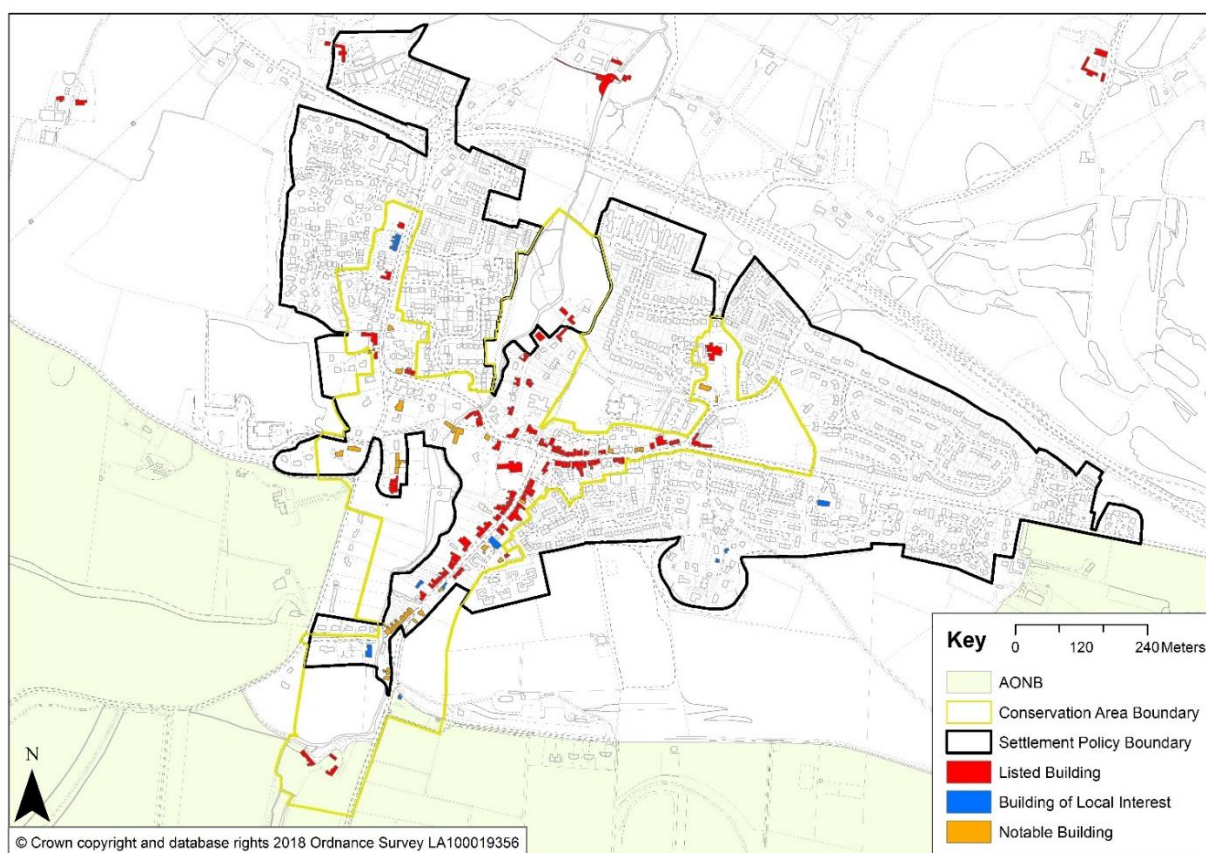 Key
0 120 240 Meters
AONB
Conservation Area Boundary
Settlement Policy Boundary
Listed Building
Building of Local Interest
Notable Building
N
© Crown copyright and database rights 2018 Ordnance Survey LA100019356